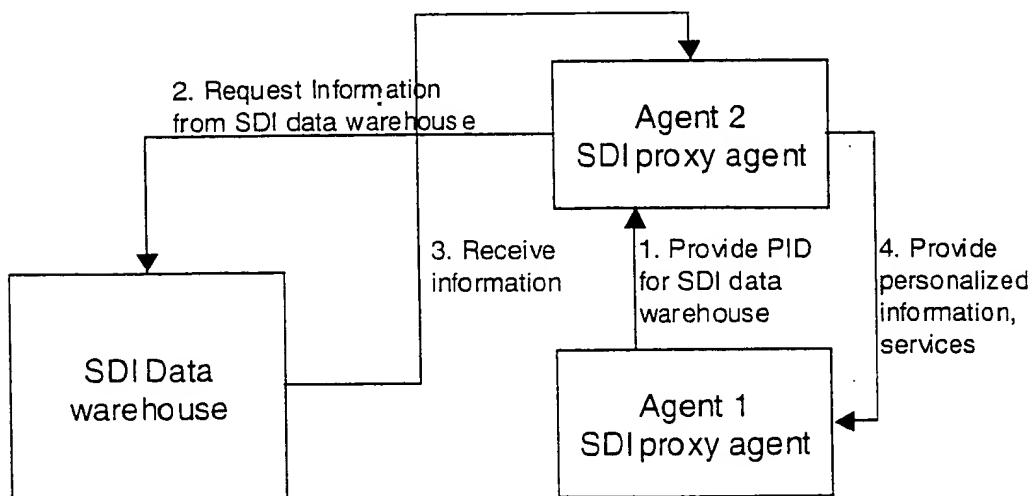 2. Request Information
from SDI data warehouse
Agent 2
SDI proxy agent
3. Receive
information
1. Provide PID
for SDI data
warehouse
4. Provide
personalized
information,
services
SDI Data
warehouse
Agent 1
SDI proxy agent